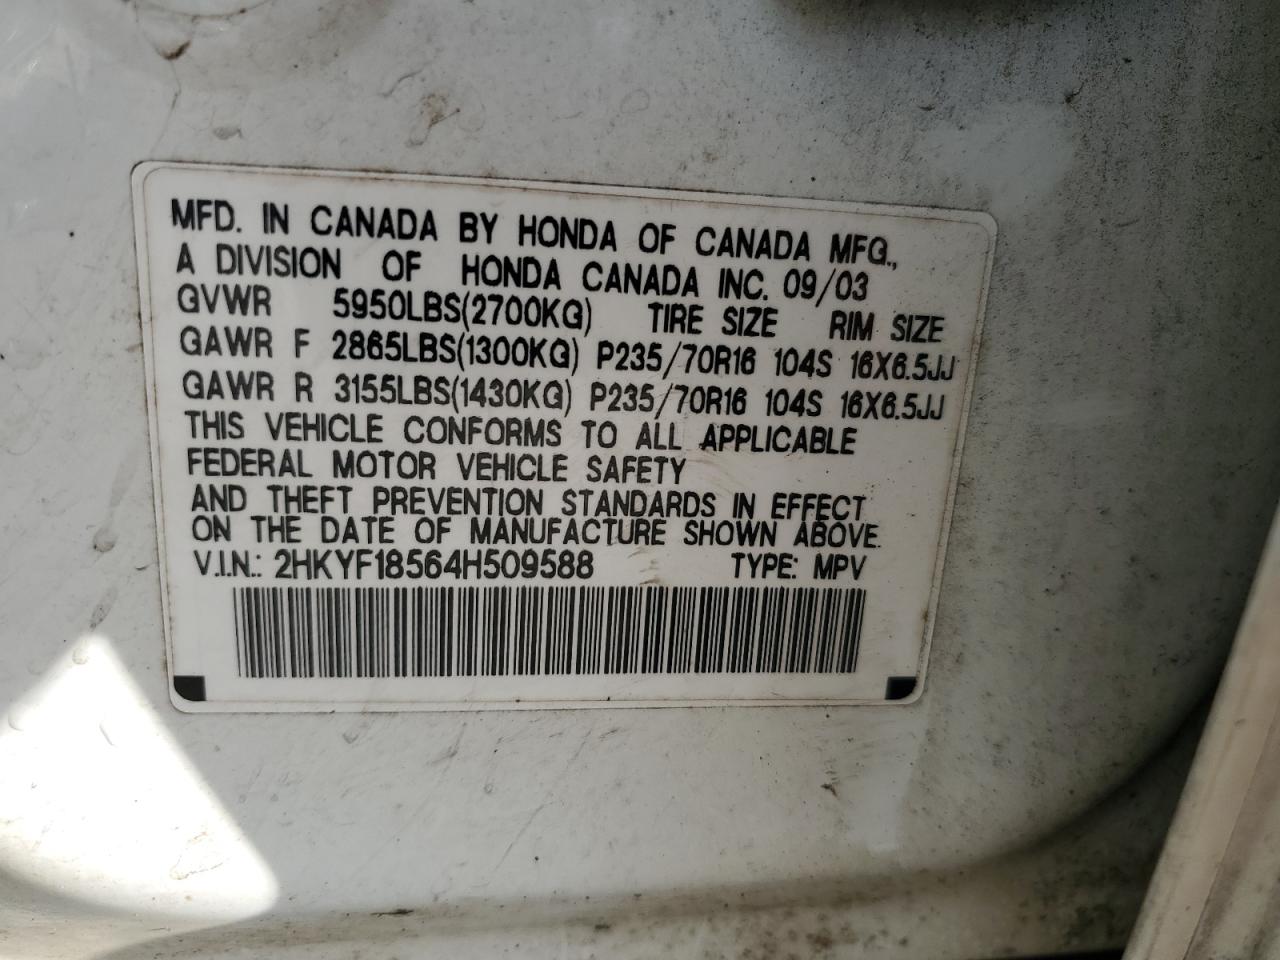 MFD. IN CANADA BY HONDA OF CANADA MFG.,
A DIVISION OF HONDA CANADA INC. 09/03
GVWR 5950LBS(2700KG) TIRE SIZE RIM SIZE
GAWR F 2865LBS(1300KG) P235/70R16 104S 16X6.5JJ
GAWR R 3155LBS(1430KG) P235/70R16 104S 16X6.5JJ
THIS VEHICLE CONFORMS TO ALL APPLICABLE
FEDERAL MOTOR VEHICLE SAFETY
AND THEFT PREVENTION STANDARDS IN EFFECT
ON THE DATE OF MANUFACTURE SHOWN ABOVE.
V.I.N.: 2HKYF18564H509588 TYPE: MPV